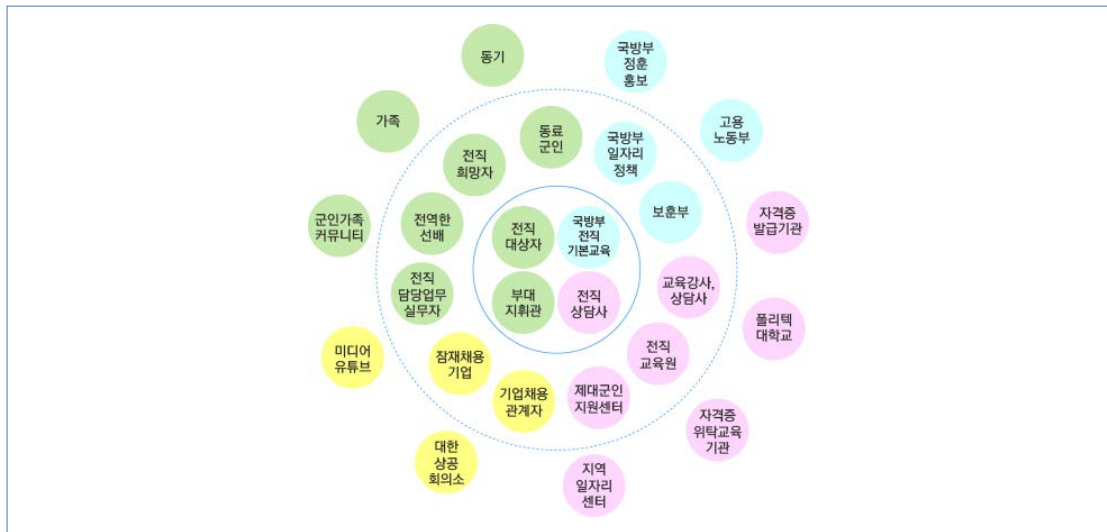 동기
국방부
정훈
홍보
가족
고용
노동부
동료
군인
국방부
일자리
정책
전직
희망자
군인가족
커뮤니티
전역한
선배
보훈부
자격증
발급기관
전직
대상자
국방부
전직
기본교육
전직
담당업무
실무자
부대
지휘관
전직
상담사
교육강사,
상담사
폴리텍
대학교
미디어
유튜브
잠재채용
기업
전직
교육원
기업채용
관계자
제대군인
지원센터
자격증
위탁교육
기관
대한
상공
회의소
지역
일자리
센터